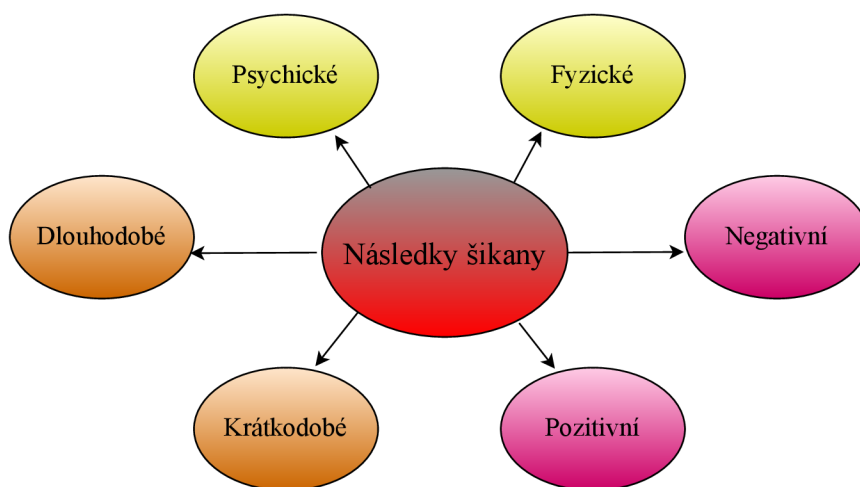 Psychické
Fyzické
Dlouhodobé
Následky šikany
Negativní
Krátkodobé
Pozitivní